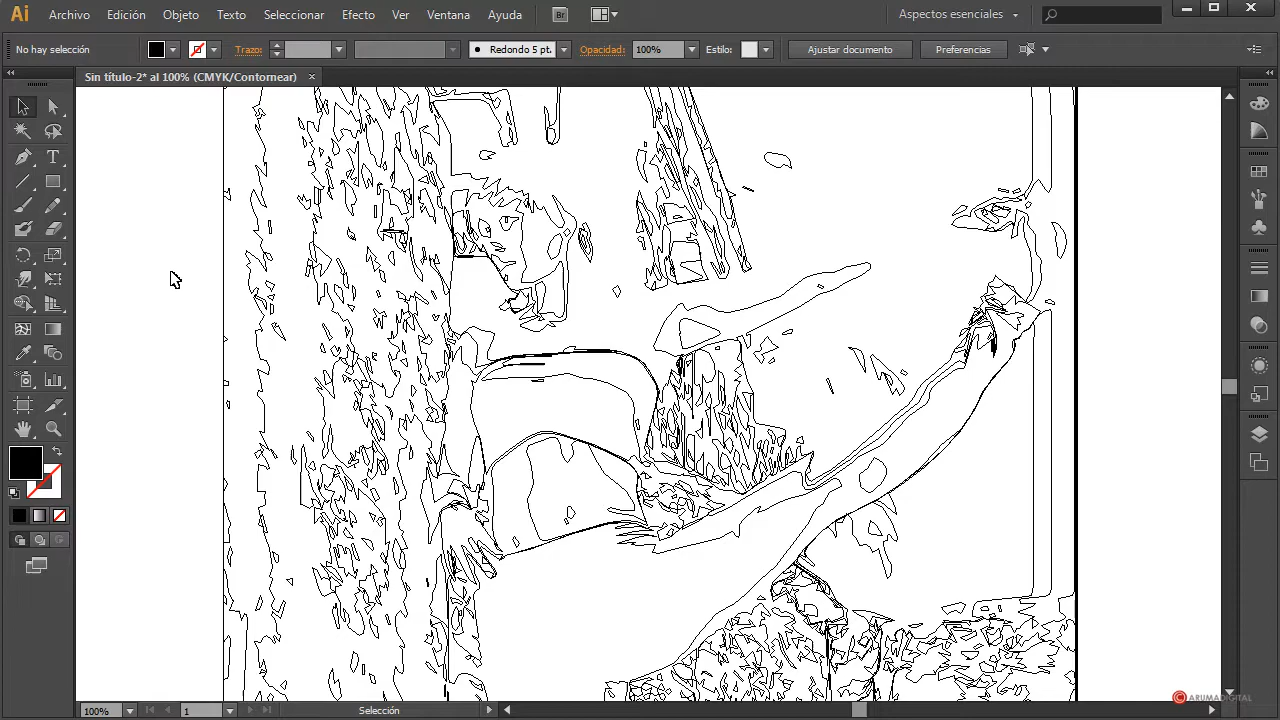 Ai Archivo Edición Objeto Texto Seleccionar Efecto Ver Ventana Ayuda Br Aspectos esenciales
No hay selección Trazo: Redondo 5 pt. Opacidad: 100% Estilo: Ajustar documento Preferencias
Sin título-2* al 100% (CMYK/Contornear) ×
T
ARUMADIGITAL
100% 1 Selección